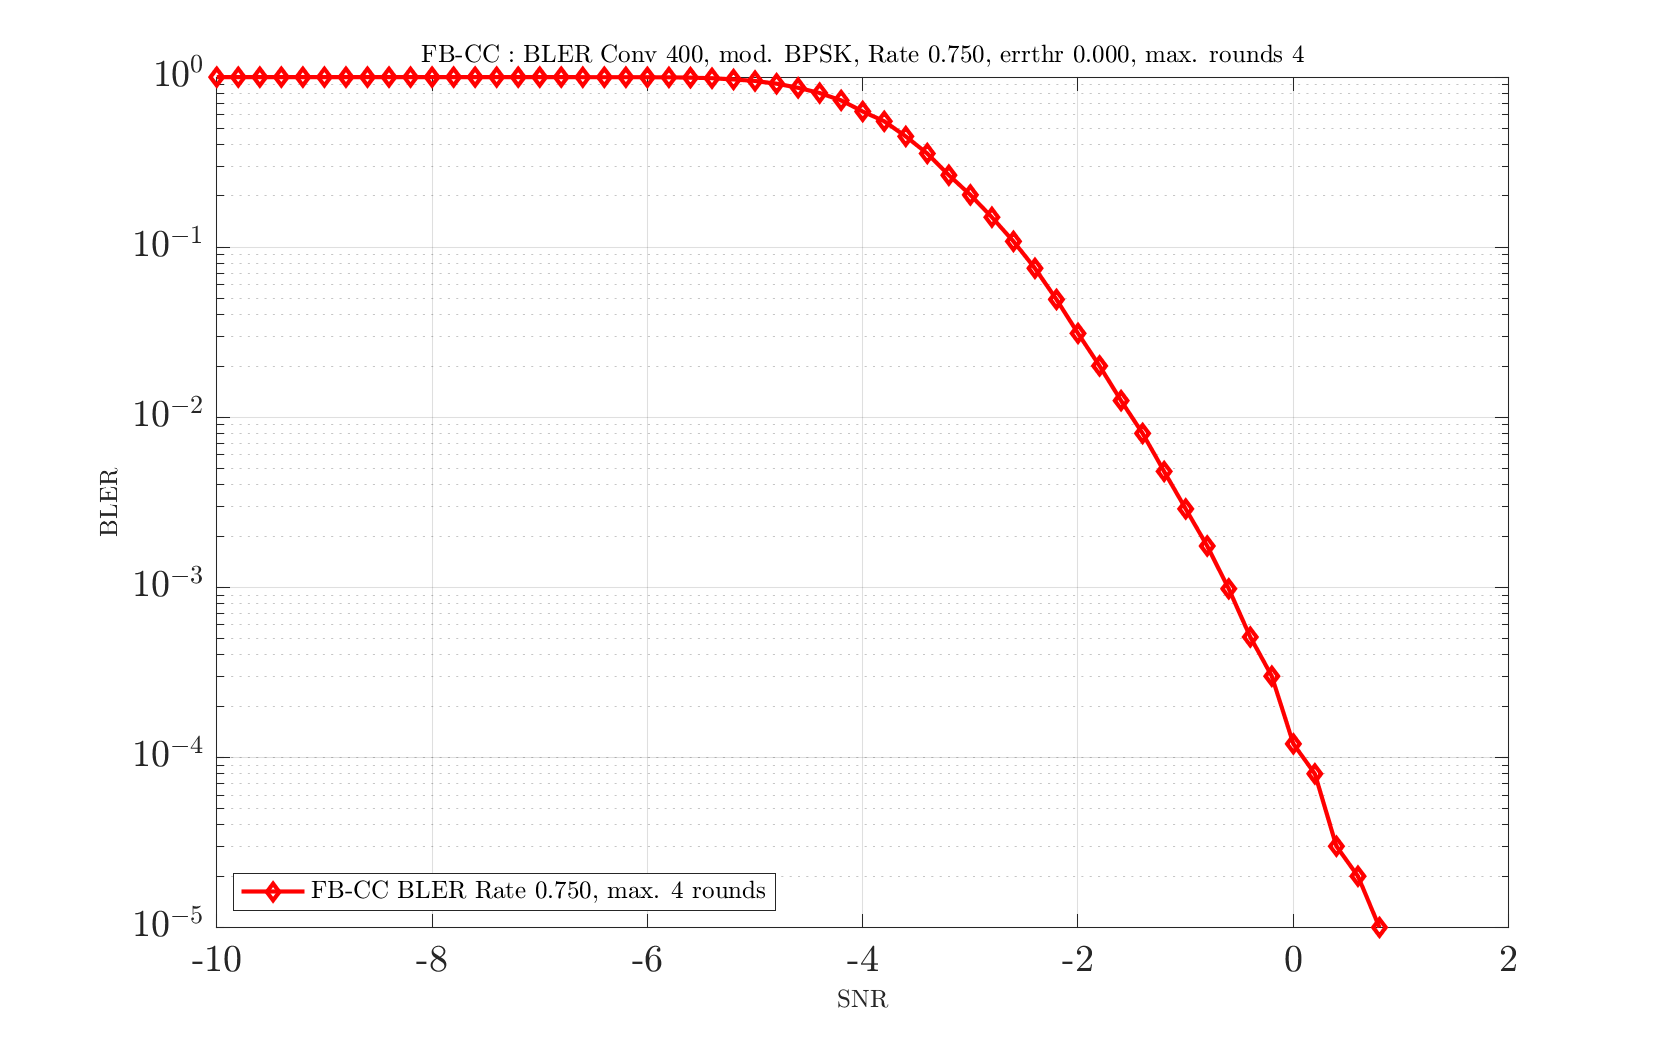 FB-CC : BLER Conv 400, mod. BPSK, Rate 0.750, errthr 0.000, max. rounds 4
10^0
10^−1
10^−2
BLER
10^−3
10^−4
FB-CC BLER Rate 0.750, max. 4 rounds
10^−5
-10 -8 -6 -4 -2 0 2
SNR